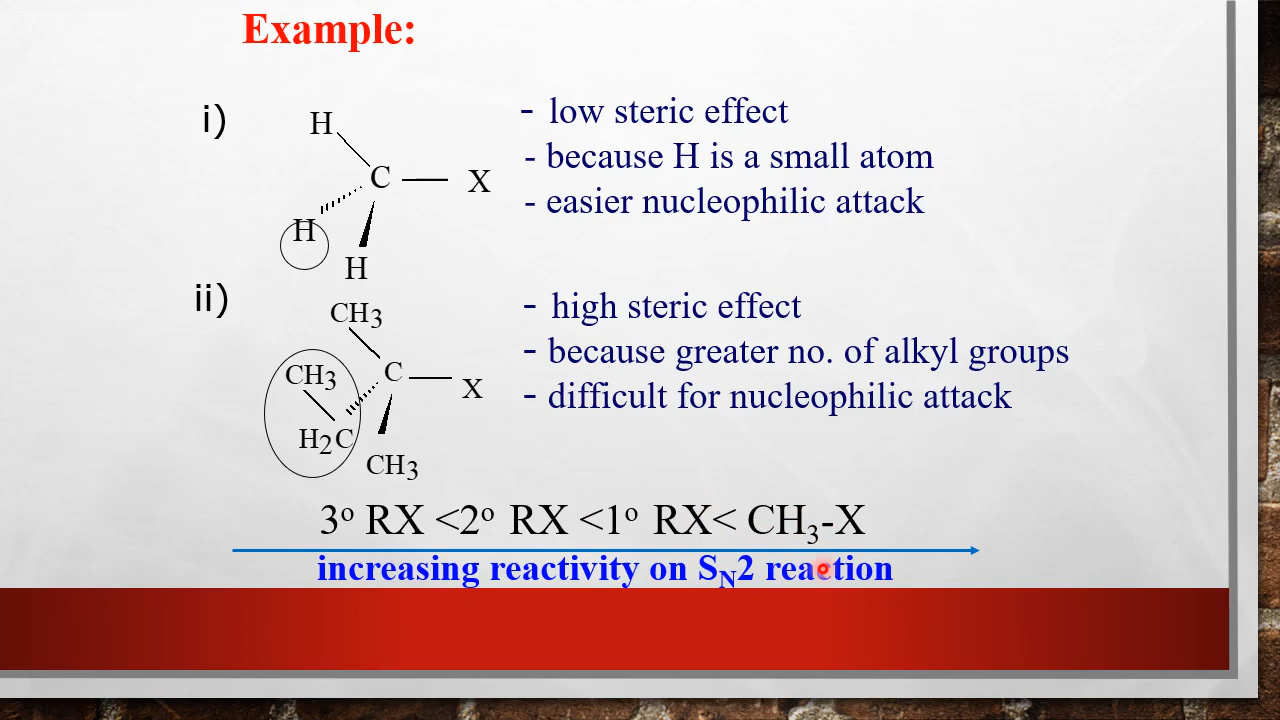 Example:
i)
H
C — X
H
H
- low steric effect
- because H is a small atom
- easier nucleophilic attack
ii)
CH3
CH3
C — X
H2C
CH3
- high steric effect
- because greater no. of alkyl groups
- difficult for nucleophilic attack
3º RX <2º RX <1º RX< CH₃-X
increasing reactivity on SN2 reaction